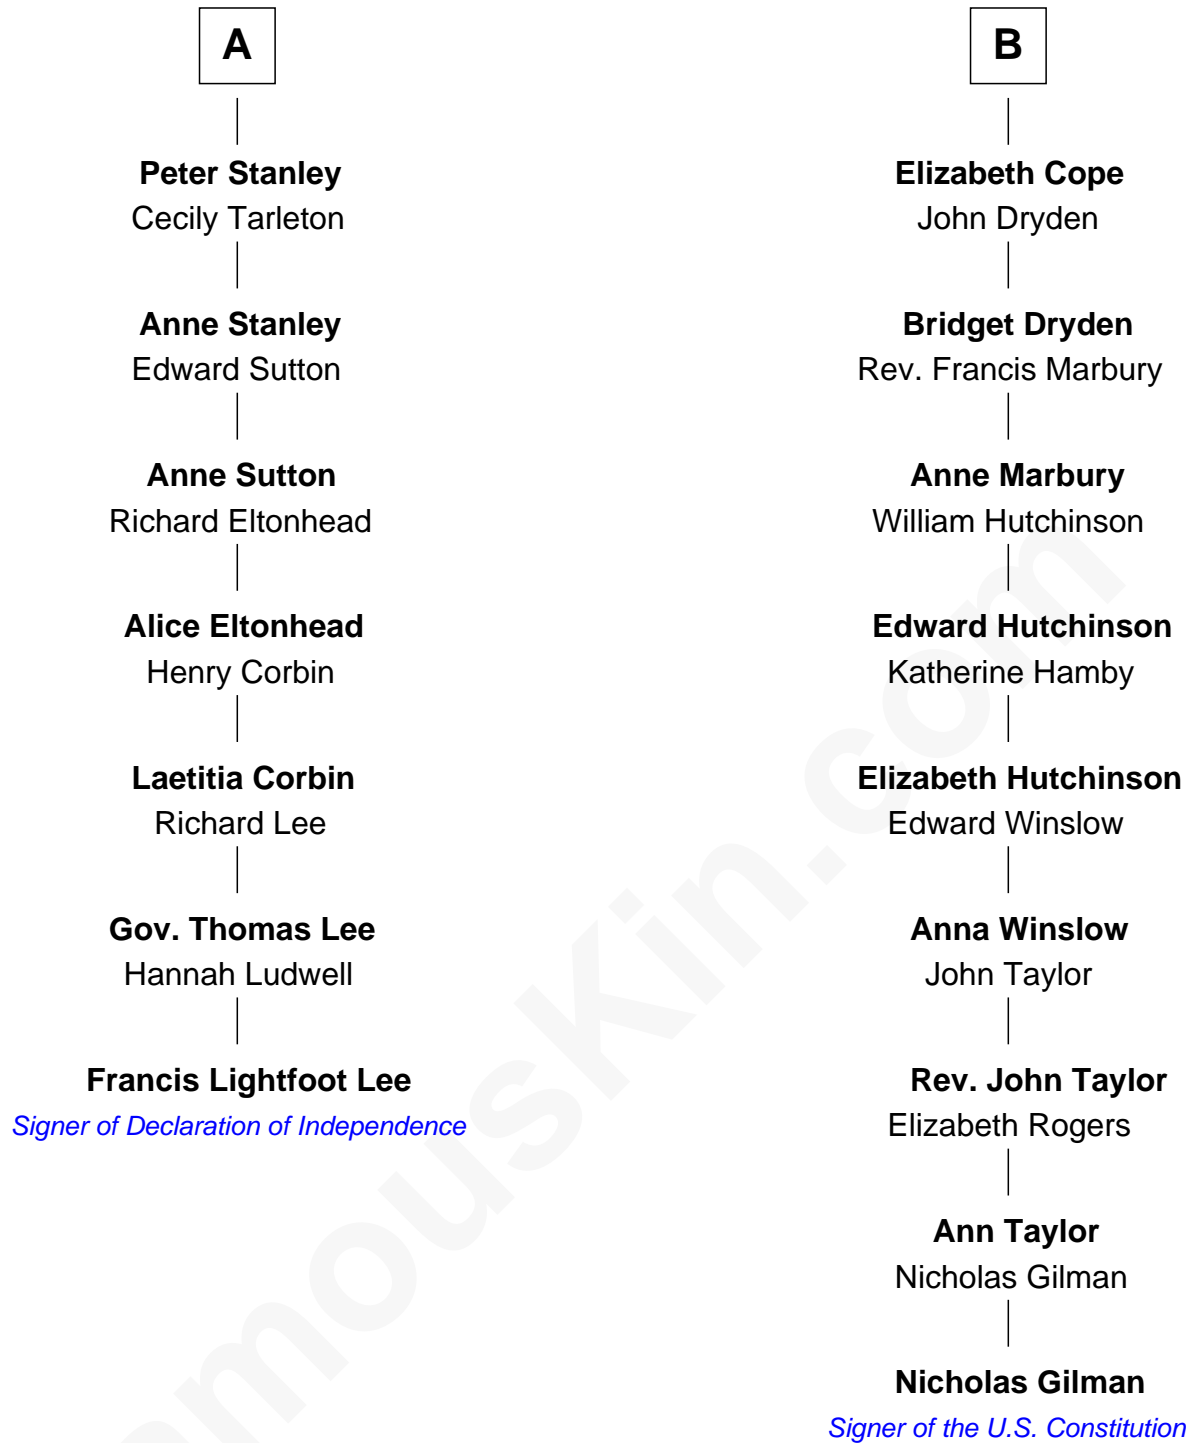 A
Peter Stanley
Cecily Tarleton
Anne Stanley
Edward Sutton
Anne Sutton
Richard Eltonhead
Alice Eltonhead
Henry Corbin
Laetitia Corbin
Richard Lee
Gov. Thomas Lee
Hannah Ludwell
Francis Lightfoot Lee
Signer of Declaration of Independence
B
Elizabeth Cope
John Dryden
Bridget Dryden
Rev. Francis Marbury
Anne Marbury
William Hutchinson
Edward Hutchinson
Katherine Hamby
Elizabeth Hutchinson
Edward Winslow
Anna Winslow
John Taylor
Rev. John Taylor
Elizabeth Rogers
Ann Taylor
Nicholas Gilman
Nicholas Gilman
Signer of the U.S. Constitution
amouskin.com